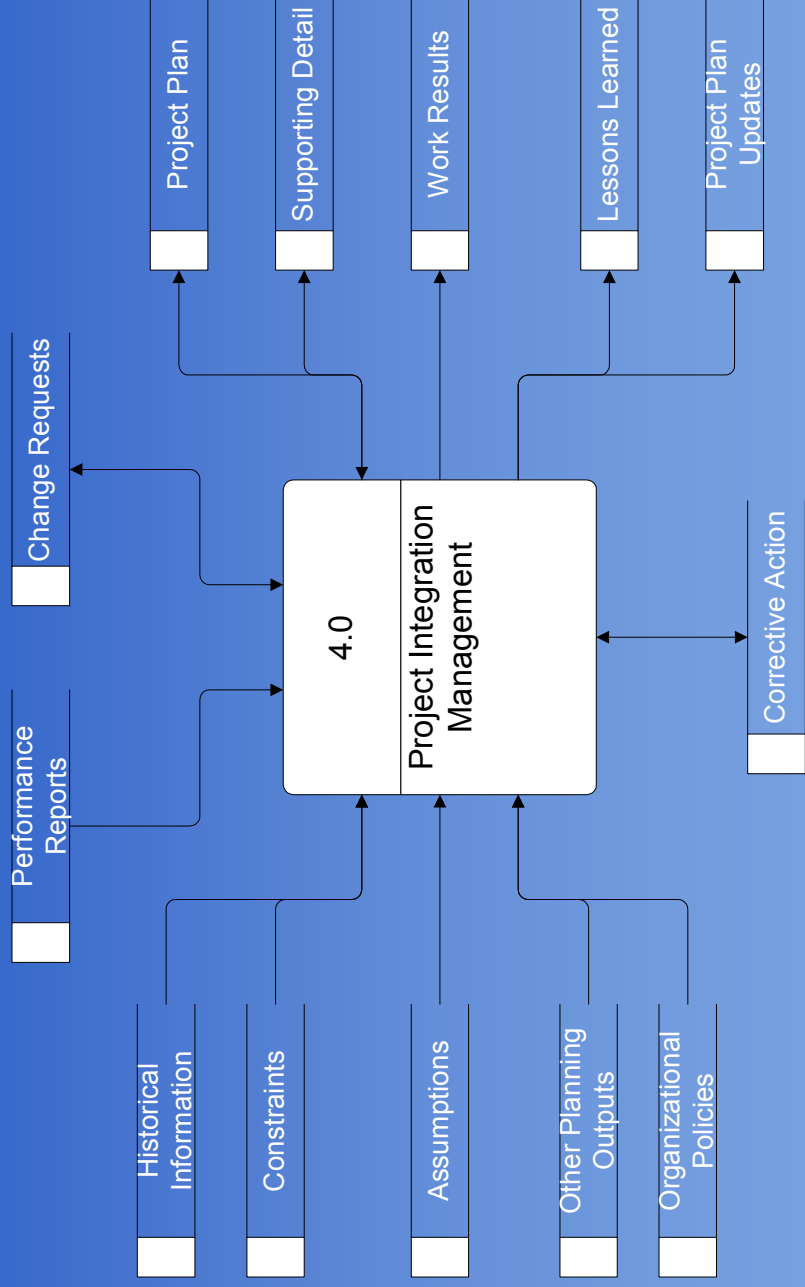 Performance
Reports
Change Requests
Historical
Information
Constraints
Assumptions
Other Planning
Outputs
Organizational
Policies
4.0
Project Integration
Management
Project Plan
Supporting Detail
Work Results
Lessons Learned
Project Plan
Updates
Corrective Action